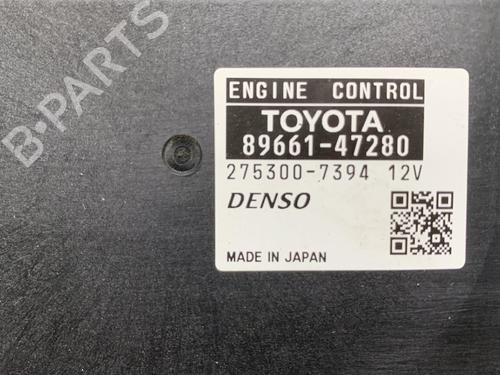 B-PARTS
ENGINE CONTROL
TOYOTA
89661-47280
275300-7394 12V
DENSO
MADE IN JAPAN